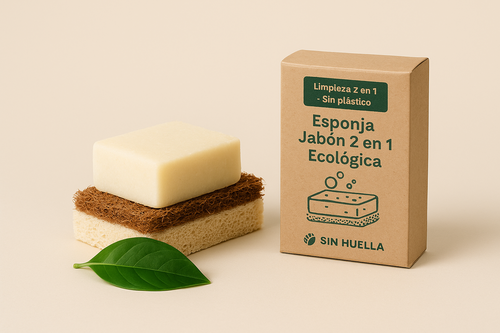 Limpieza 2 en 1
- Sin plástico
Esponja
Jabón 2 en 1
Ecológica
SIN HUELLA